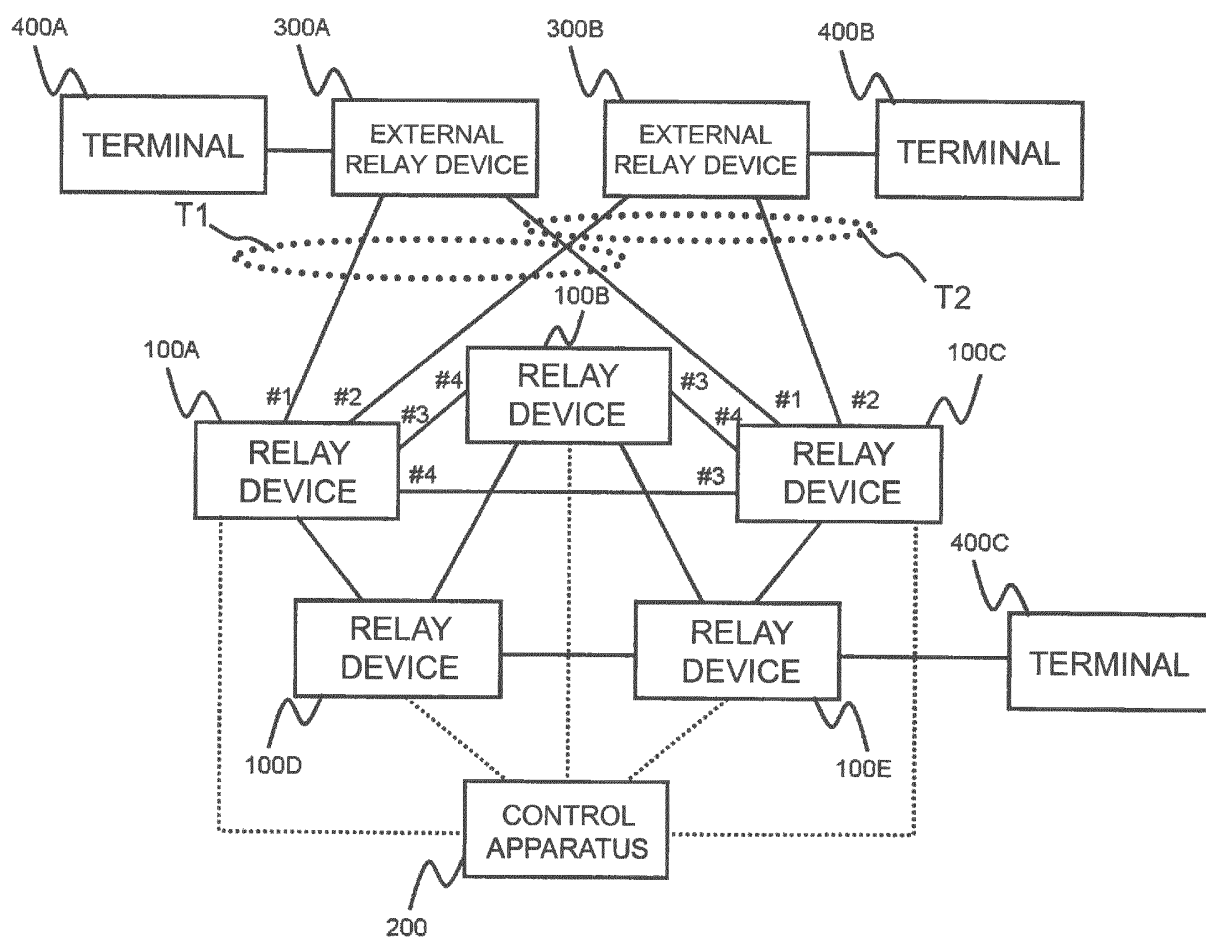 400A
300A
300B
400B
TERMINAL
EXTERNAL
RELAY DEVICE
EXTERNAL
RELAY DEVICE
TERMINAL
T1
T2
100B
100A
100C
#1
#2
#3
#4
RELAY
DEVICE
#3
#4
#1
#2
RELAY
DEVICE
#4
#3
RELAY
DEVICE
400C
RELAY
DEVICE
RELAY
DEVICE
TERMINAL
100D
100E
CONTROL
APPARATUS
200